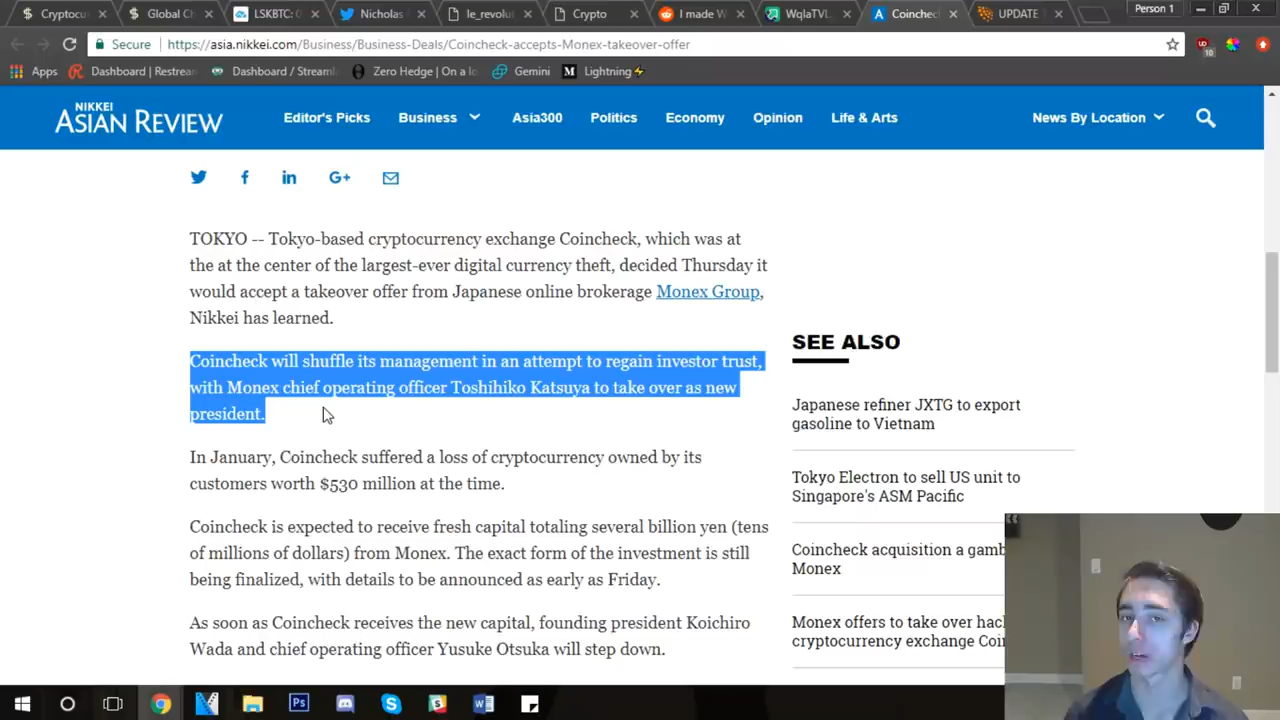 Cryptoc
Global C
LSKBTC: 0
Nicholas
le_revolu
Crypto
I made W
WqlaTVL
Coinchec
UPDATE
Person 1
Secure
https://asia.nikkei.com/Business/Business-Deals/Coincheck-accepts-Monex-takeover-offer
10
Apps
Dashboard | Restrea
Dashboard / Streaml
Zero Hedge | On a lo
Gemini
M Lightning⚡
NIKKEI
ASIAN REVIEW
Editor's Picks
Business
Asia300
Politics
Economy
Opinion
Life & Arts
News By Location
G+
TOKYO -- Tokyo-based cryptocurrency exchange Coincheck, which was at
the at the center of the largest-ever digital currency theft, decided Thursday it
would accept a takeover offer from Japanese online brokerage Monex Group,
Nikkei has learned.
Coincheck will shuffle its management in an attempt to regain investor trust,
with Monex chief operating officer Toshihiko Katsuya to take over as new
president.
In January, Coincheck suffered a loss of cryptocurrency owned by its
customers worth $530 million at the time.
Coincheck is expected to receive fresh capital totaling several billion yen (tens
of millions of dollars) from Monex. The exact form of the investment is still
being finalized, with details to be announced as early as Friday.
As soon as Coincheck receives the new capital, founding president Koichiro
Wada and chief operating officer Yusuke Otsuka will step down.
SEE ALSO
Japanese refiner JXTG to export
gasoline to Vietnam
Tokyo Electron to sell US unit to
Singapore's ASM Pacific
Coincheck acquisition a gamb
Monex
Monex offers to take over hac
cryptocurrency exchange Coi